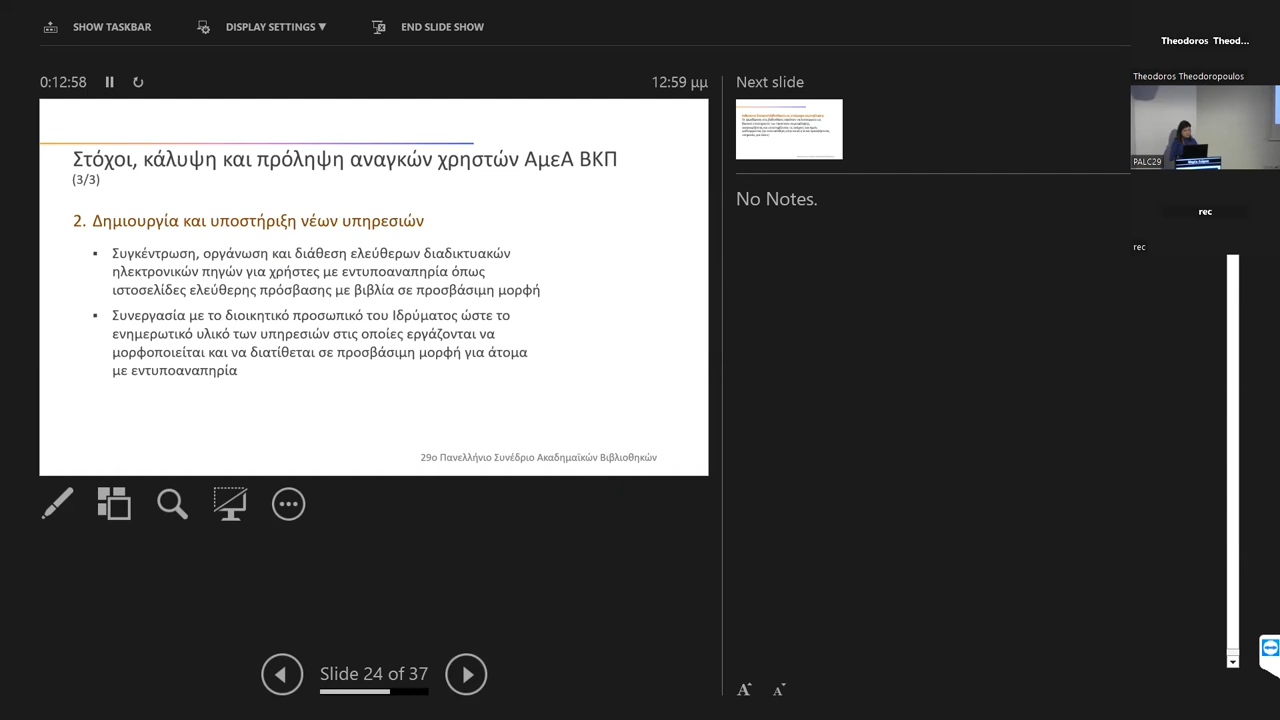 SHOW TASKBAR
DISPLAY SETTINGS ▼
END SLIDE SHOW
Theodoros Theod...
0:12:58
12:59 μμ
Next slide
Theodoros Theodoropoulos
Στόχοι, κάλυψη και πρόληψη αναγκών χρηστών ΑμεΑ ΒΚΠ
(3/3)
2. Δημιουργία και υποστήριξη νέων υπηρεσιών
▪ Συγκέντρωση, οργάνωση και διάθεση ελεύθερων διαδικτυακών
ηλεκτρονικών πηγών για χρήστες με εντυποαναπηρία όπως
ιστοσελίδες ελεύθερης πρόσβασης με βιβλία σε προσβάσιμη μορφή
▪ Συνεργασία με το διοικητικό προσωπικό του Ιδρύματος ώστε το
ενημερωτικό υλικό των υπηρεσιών στις οποίες εργάζονται να
μορφοποιείται και να διατίθεται σε προσβάσιμη μορφή για άτομα
με εντυποαναπηρία
29ο Πανελλήνιο Συνέδριο Ακαδημαϊκών Βιβλιοθηκών
PALC29
No Notes.
rec
rec
Slide 24 of 37
A
A